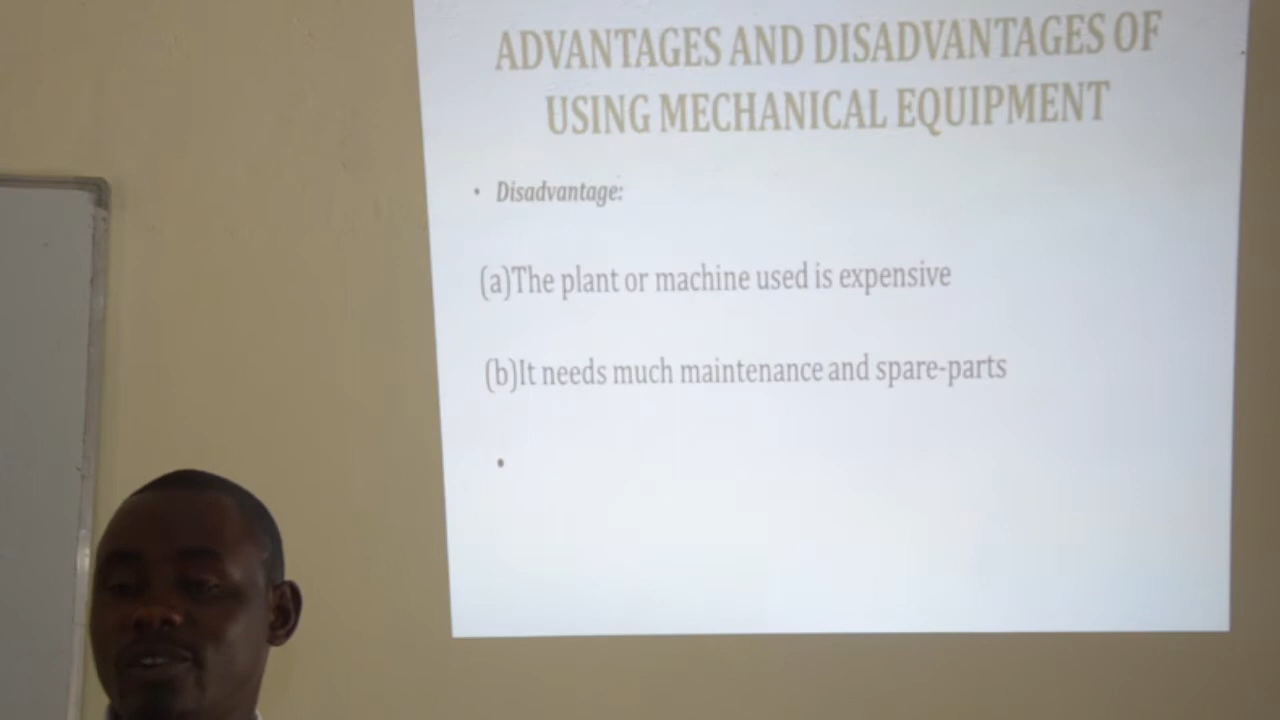 ADVANTAGES AND DISADVANTAGES OF
USING MECHANICAL EQUIPMENT
• Disadvantage:
(a)The plant or machine used is expensive
(b)It needs much maintenance and spare-parts
•